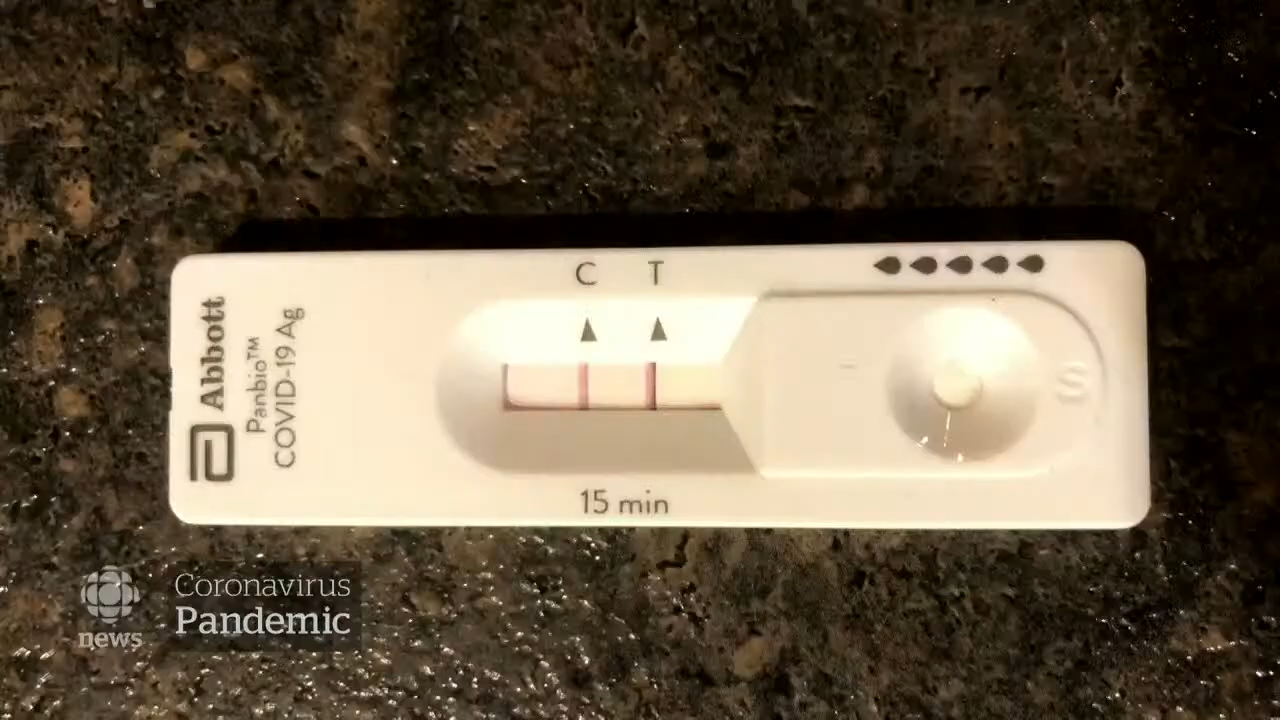 C T
Abbott
Panbio™
COVID-19 Ag
S
15 min
news
Coronavirus
Pandemic